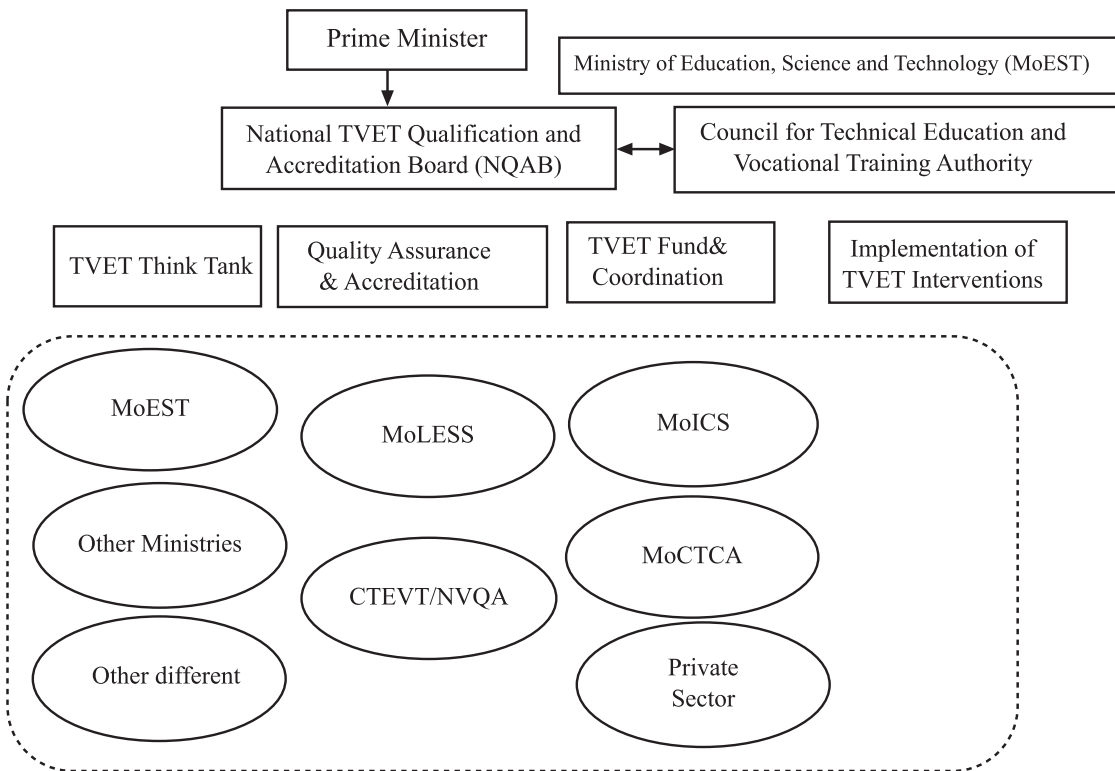 Prime Minister
Ministry of Education, Science and Technology (MoEST)
National TVET Qualification and
Accreditation Board (NQAB)
Council for Technical Education and
Vocational Training Authority
TVET Think Tank
Quality Assurance
& Accreditation
TVET Fund&
Coordination
Implementation of
TVET Interventions
MoEST
MoLESS
MoICS
Other Ministries
CTEVT/NVQA
MoCTCA
Other different
Private
Sector